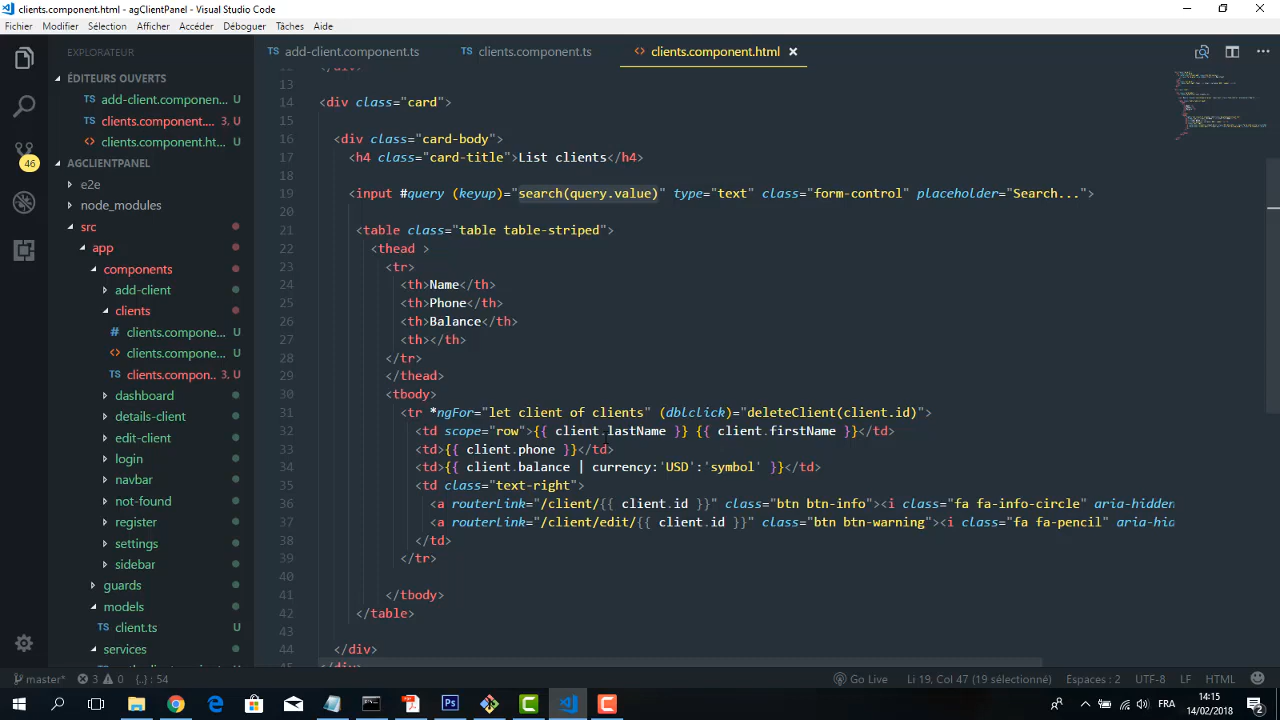 clients.component.html - agClientPanel - Visual Studio Code
Fichier Modifier Sélection Afficher Accéder Déboguer Tâches Aide
EXPLORATEUR
TS add-client.component.ts TS clients.component.ts <> clients.component.html
ÉDITEURS OUVERTS
TS add-client.componen... U
TS clients.component.... 3, U
<> clients.component.ht... U
AGCLIENTPANEL
e2e
node_modules
src
app
components
add-client
clients
# clients.compone... U
<> clients.compone... U
TS clients.compon... 3, U
dashboard
details-client
edit-client
login
navbar
not-found
register
settings
sidebar
guards
models
TS client.ts U
services
46
13
14 <div class="card">
15
16 <div class="card-body">
17 <h4 class="card-title">List clients</h4>
18
19 <input #query (keyup)="search(query.value)" type="text" class="form-control" placeholder="Search...">
20
21 <table class="table table-striped">
22 <thead >
23 <tr>
24 <th>Name</th>
25 <th>Phone</th>
26 <th>Balance</th>
27 <th></th>
28 </tr>
29 </thead>
30 <tbody>
31 <tr *ngFor="let client of clients" (dblclick)="deleteClient(client.id)">
32 <td scope="row">{{ client.lastName }} {{ client.firstName }}</td>
33 <td>{{ client.phone }}</td>
34 <td>{{ client.balance | currency:'USD':'symbol' }}</td>
35 <td class="text-right">
36 <a routerLink="/client/{{ client.id }}" class="btn btn-info"><i class="fa fa-info-circle" aria-hidden
37 <a routerLink="/client/edit/{{ client.id }}" class="btn btn-warning"><i class="fa fa-pencil" aria-hid
38 </td>
39 </tr>
40
41 </tbody>
42 </table>
43
44 </div>
45 </div>
master* 3 0 {.} : 54 Go Live Li 19, Col 47 (19 sélectionné) Espaces : 2 UTF-8 LF HTML
14:15
FRA
14/02/2018
2